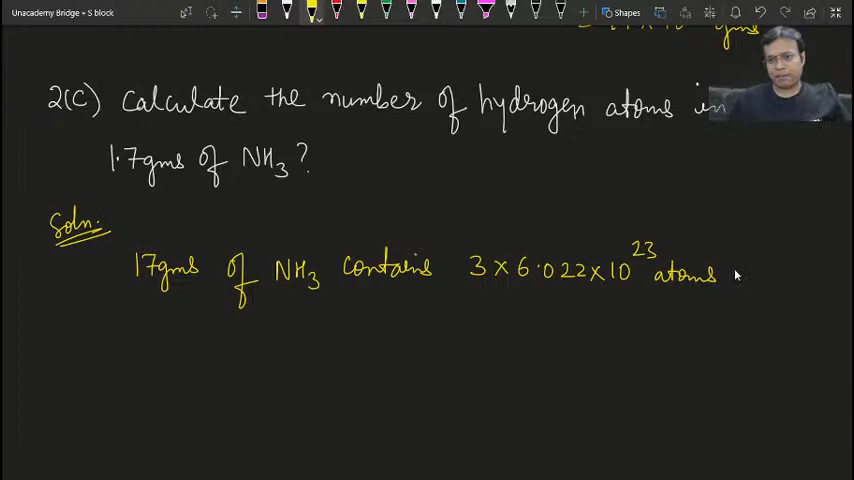 Unacademy Bridge + S block
Shapes
2(C) Calculate the number of hydrogen atoms in
1.7gms of NH3?
Soln.
17gms of NH3 contains 3 × 6.022 × 10^23 atoms